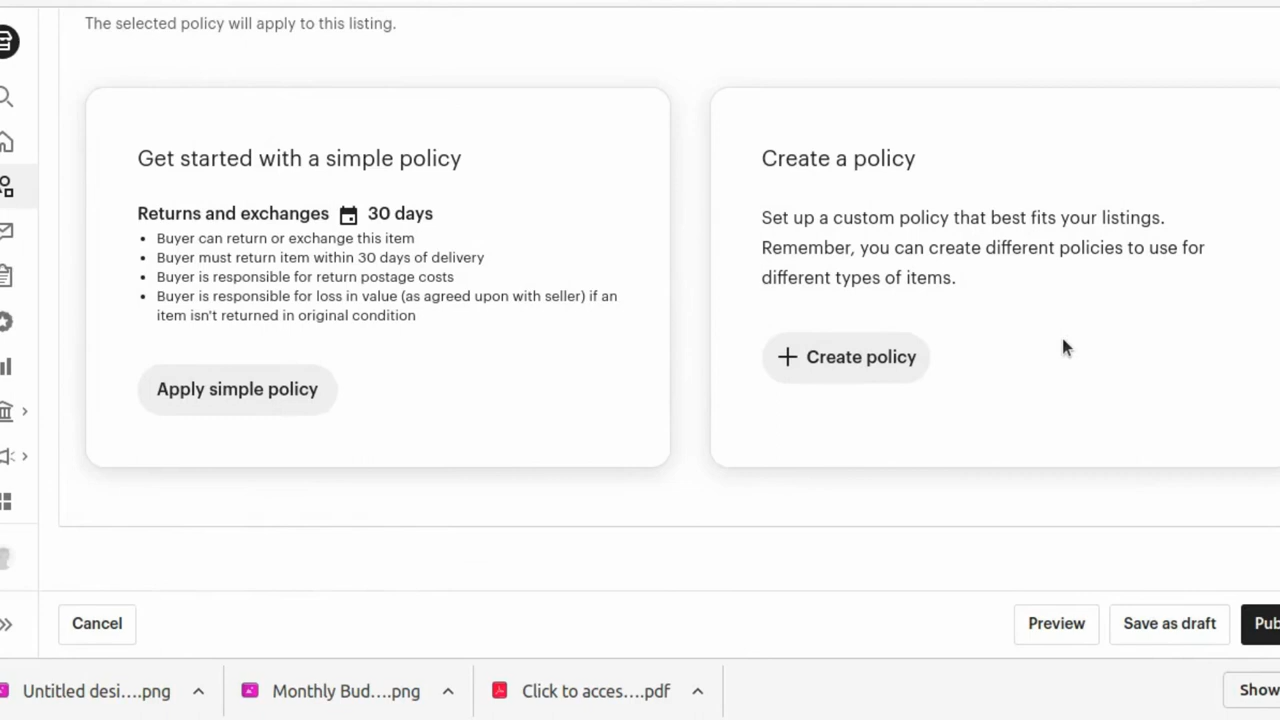 The selected policy will apply to this listing.
Get started with a simple policy
Returns and exchanges 30 days
• Buyer can return or exchange this item
• Buyer must return item within 30 days of delivery
• Buyer is responsible for return postage costs
• Buyer is responsible for loss in value (as agreed upon with seller) if an
item isn't returned in original condition
Apply simple policy
Create a policy
Set up a custom policy that best fits your listings.
Remember, you can create different policies to use for
different types of items.
+ Create policy
Cancel
Preview
Save as draft
Pub
Untitled desi....png
Monthly Bud....png
Click to acces....pdf
Show